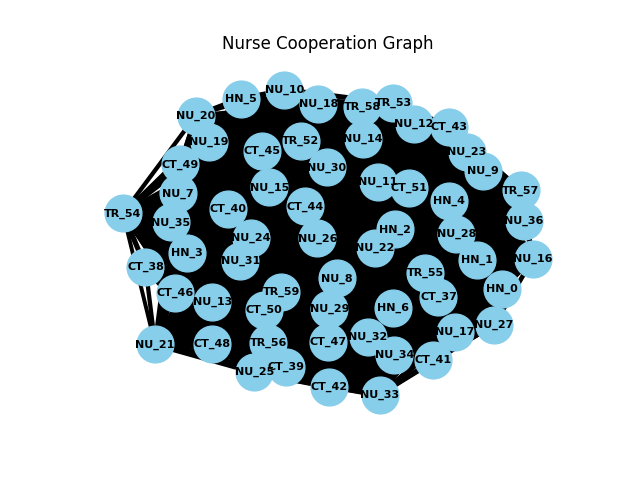 Nurse Cooperation Graph
NU_10
HN_5
NU_18
TR_53
TR_58
NU_20
NU_12
CT_43
NU_14
TR_52
NU_19
CT_45
NU_23
CT_49
NU_30
NU_9
NU_11
CT_51
NU_15
TR_57
NU_7
HN_4
CT_44
CT_40
TR_54
NU_35
NU_36
HN_2
NU_28
NU_24
NU_26
NU_22
HN_3
NU_16
HN_1
NU_31
CT_38
TR_55
NU_8
HN_0
TR_59
CT_46
CT_37
NU_13
HN_6
NU_29
CT_50
NU_27
NU_17
NU_32
CT_47
TR_56
CT_48
NU_21
NU_34
CT_41
CT_39
NU_25
CT_42
NU_33